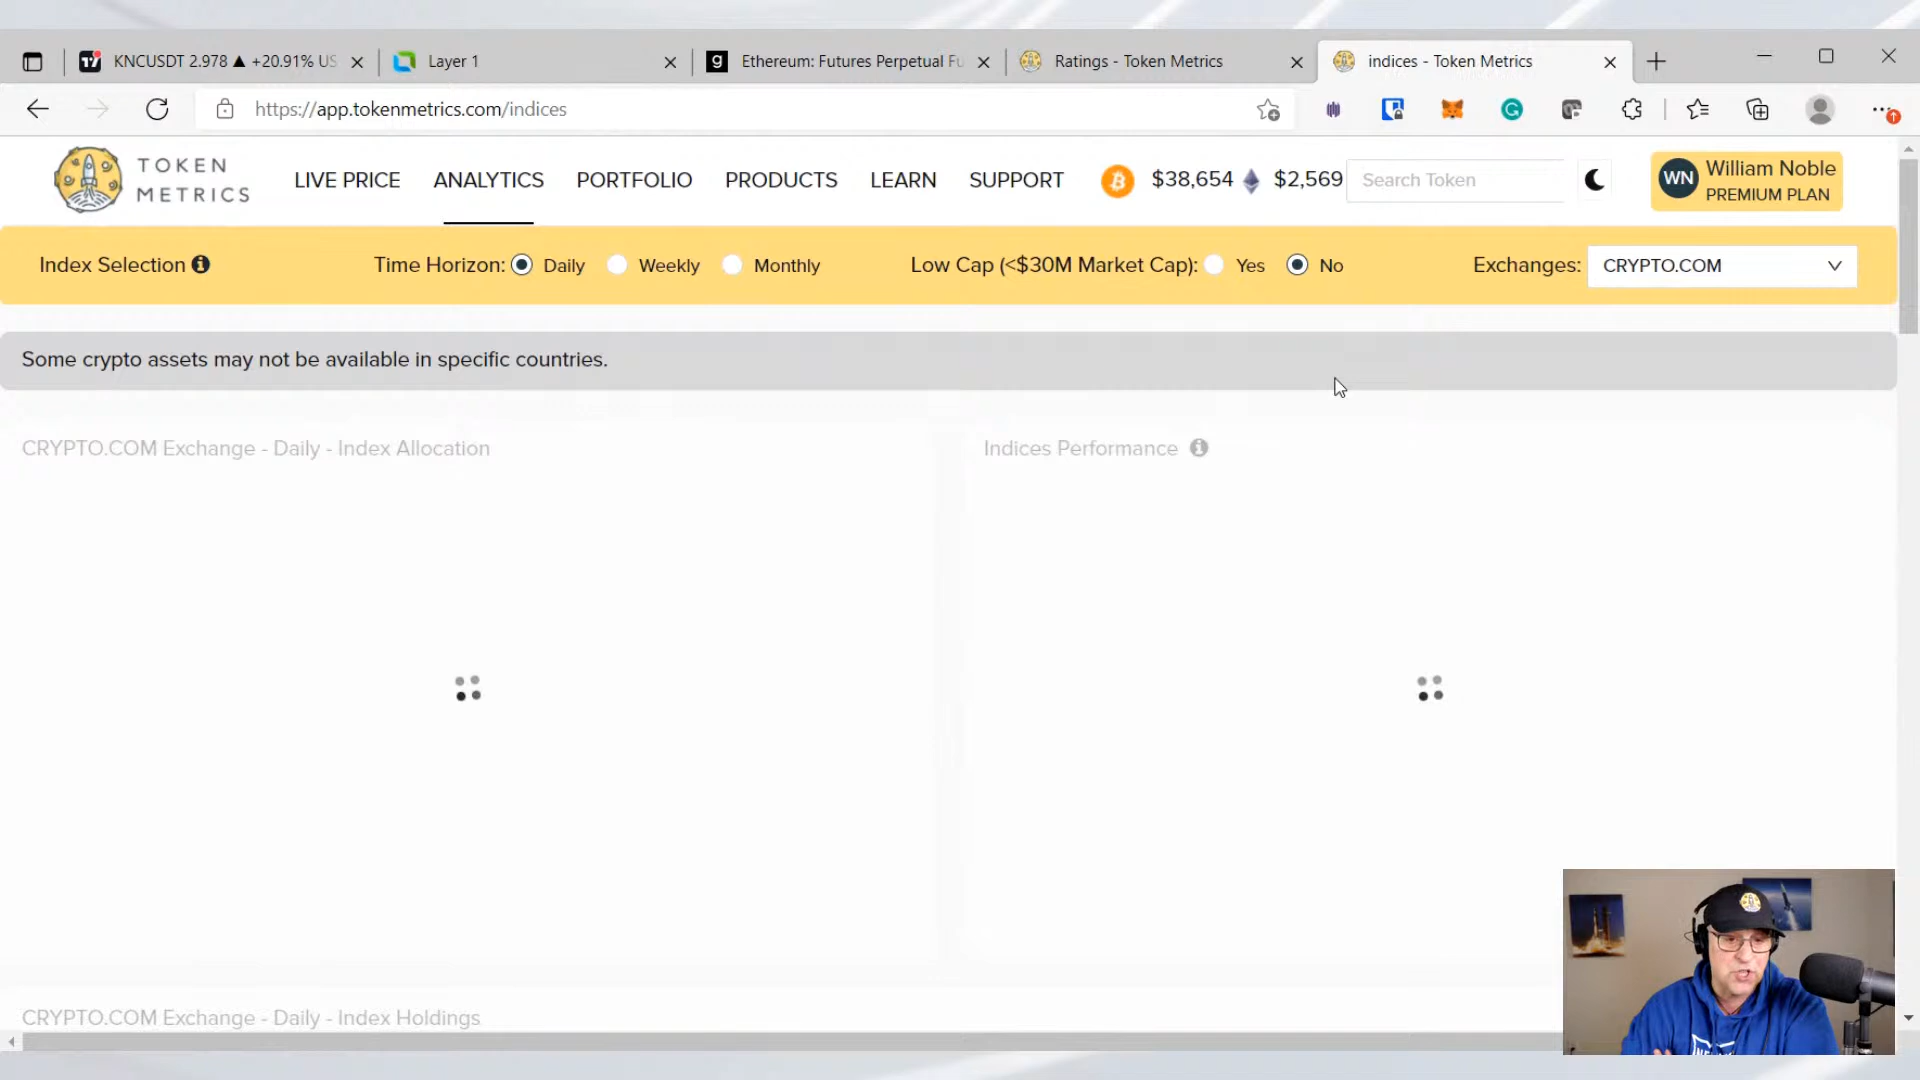 KNCUSDT 2.978 ▲ +20.91% US
Layer 1
Ethereum: Futures Perpetual Fu
Ratings - Token Metrics
indices - Token Metrics
https://app.tokenmetrics.com/indices
TOKEN METRICS
LIVE PRICE
ANALYTICS
PORTFOLIO
PRODUCTS
LEARN
SUPPORT
$38,654
$2,569
Search Token
WN
William Noble
PREMIUM PLAN
Index Selection
Time Horizon: Daily Weekly Monthly
Low Cap (<$30M Market Cap): Yes No
Exchanges: CRYPTO.COM
Some crypto assets may not be available in specific countries.
CRYPTO.COM Exchange - Daily - Index Allocation
Indices Performance
CRYPTO.COM Exchange - Daily - Index Holdings